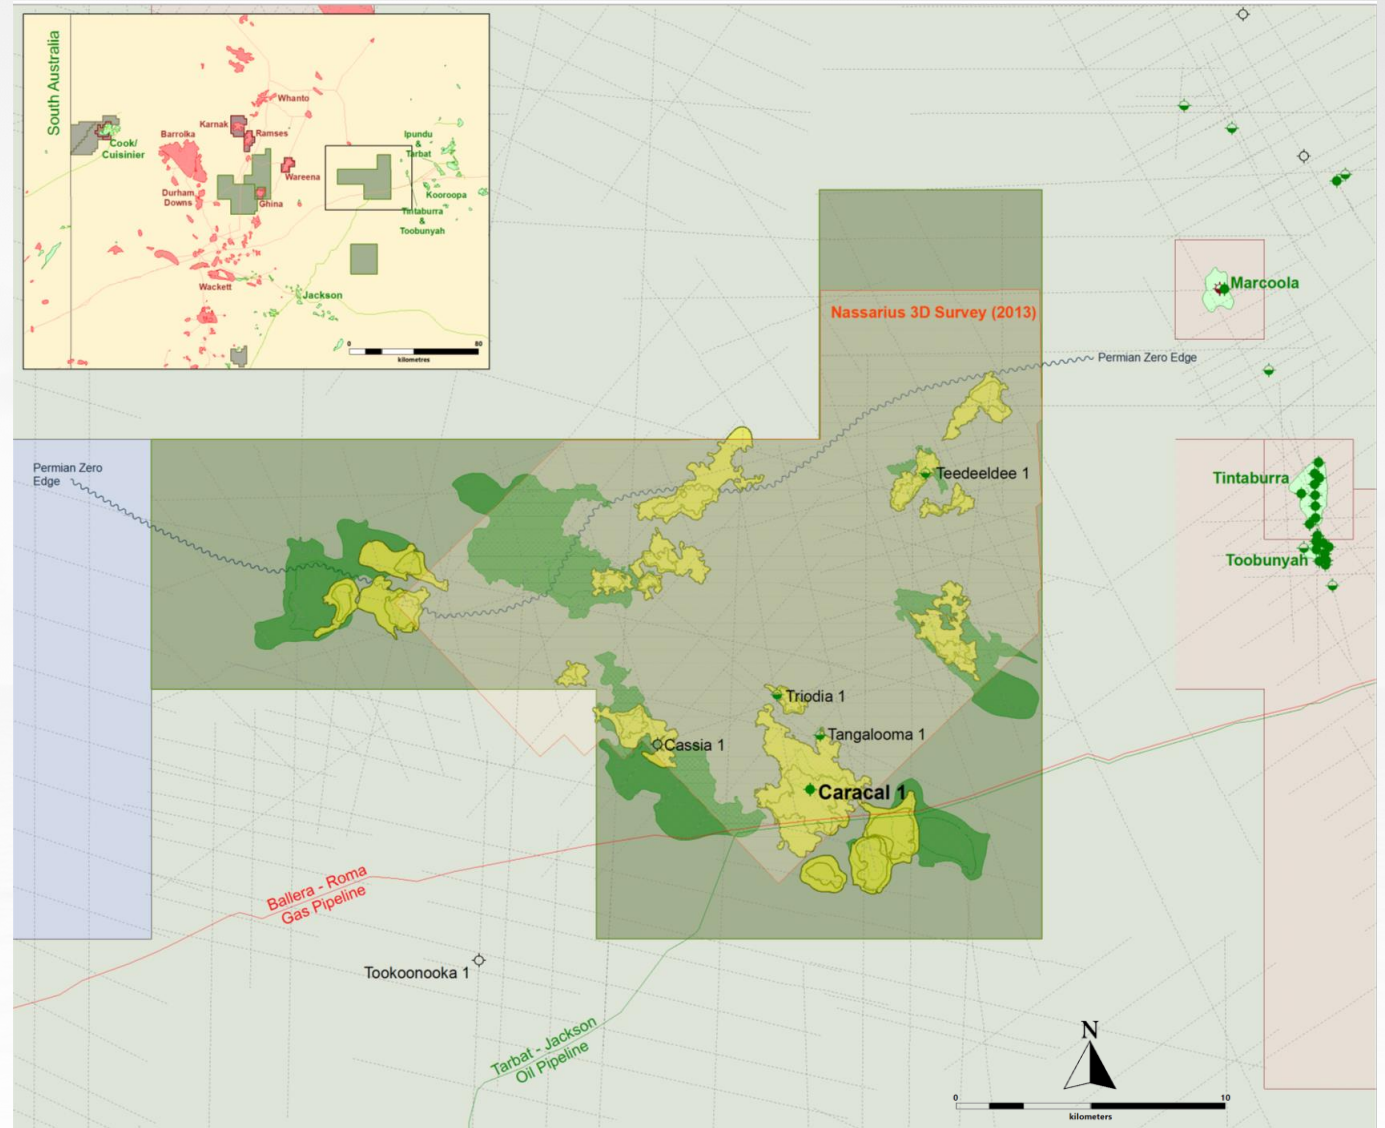 South Australia
Whanto
Karnak
Ramses
Barrolka
Cook/
Cuisinier
Ipundu
&
Tarbat
Wareena
Kooroopa
Durham
Downs
Ghina
Tintaburra
&
Toobunyah
Wackett
Jackson
0
80
kilometres
Marcoola
Nassarius 3D Survey (2013)
Permian Zero Edge
Permian Zero
Edge
Teedeeldee 1
Tintaburra
Toobunyah
Triodia 1
Tangalooma 1
Cassia 1
Caracal 1
Ballera - Roma
Gas Pipeline
Tookoonooka 1
Tarbat - Jackson
Oil Pipeline
N
0
10
kilometers